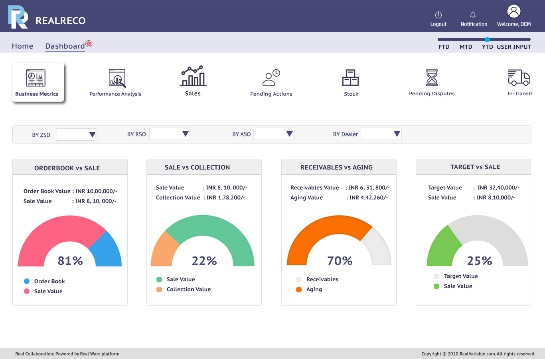 REALRECO
Logout
Notification
Welcome, OEM
Home
Dashboard
FTD MTD YTD USER INPUT
Business Metrics
Performance Analysis
Sales
Pending Actions
Stock
Pending Disputes
In-Transit
BY ZSO
BY RSO
BY ASO
BY Dealer
ORDERBOOK vs SALE
Order Book Value : INR 10,00,000/-
Sale Value : INR 8, 10, 000/-
81%
Order Book
Sale Value
SALE vs COLLECTION
Sale Value : INR 8, 10, 000/-
Collection Value : INR 1,78,200/-
22%
Sale Value
Collection Value
RECEIVABLES vs AGING
Receivables Value : INR 6, 31, 800/-
Aging Value : INR 4,42,260/-
70%
Receivables
Aging
TARGET vs SALE
Target Value : INR 32,40,000/-
Sale Value : INR 8,10,000/-
25%
Target Value
Sale Value
Real Collaboration: Powered by Real Ware platform
Copyright @ 2020 RealVariable.com. All rights reserved.